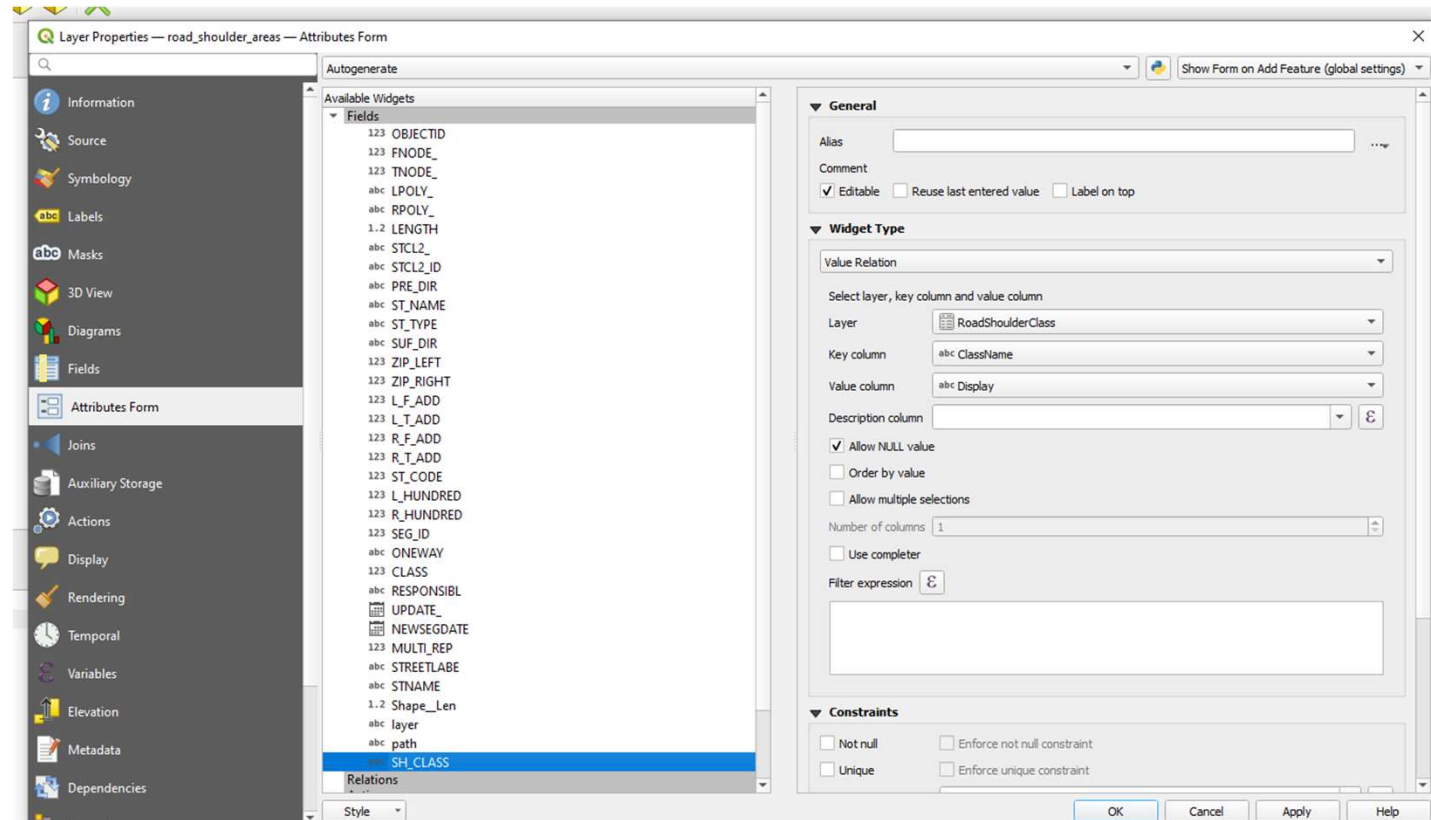 Layer Properties — road_shoulder_areas — Attributes Form
Autogenerate
Show Form on Add Feature (global settings)
Information
Source
Symbology
abc Labels
abc Masks
3D View
Diagrams
Fields
Attributes Form
Joins
Auxiliary Storage
Actions
Display
Rendering
Temporal
Variables
Elevation
Metadata
Dependencies
Available Widgets
Fields
123 OBJECTID
123 FNODE_
123 TNODE_
abc LPOLY_
abc RPOLY_
1.2 LENGTH
abc STCL2_
abc STCL2_ID
abc PRE_DIR
abc ST_NAME
abc ST_TYPE
abc SUF_DIR
123 ZIP_LEFT
123 ZIP_RIGHT
123 L_F_ADD
123 L_T_ADD
123 R_F_ADD
123 R_T_ADD
123 ST_CODE
123 L_HUNDRED
123 R_HUNDRED
123 SEG_ID
abc ONEWAY
123 CLASS
abc RESPONSIBL
UPDATE_
NEWSEGDATE
123 MULTI_REP
abc STREETLABE
abc STNAME
1.2 Shape__Len
abc layer
abc path
SH_CLASS
Relations
Style
General
Alias
...
Comment
Editable Reuse last entered value Label on top
Widget Type
Value Relation
Select layer, key column and value column
Layer RoadShoulderClass
Key column abc ClassName
Value column abc Display
Description column ε
Allow NULL value
Order by value
Allow multiple selections
Number of columns 1
Use completer
Filter expression ε
Constraints
Not null Enforce not null constraint
Unique Enforce unique constraint
OK Cancel Apply Help